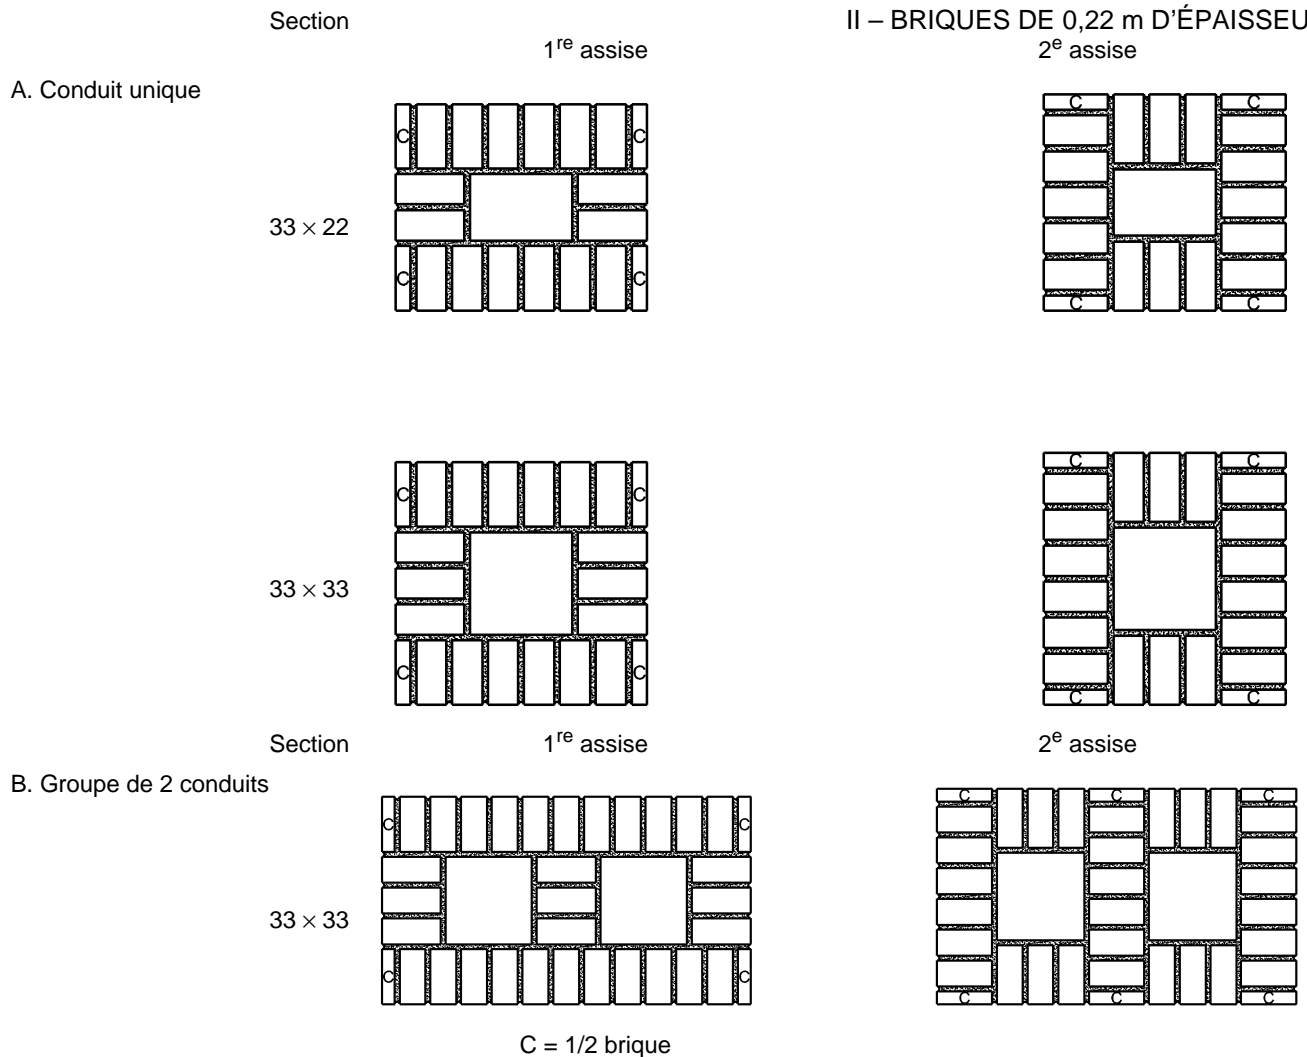 Section II – BRIQUES DE 0,22 m D'ÉPAISSEU
1re assise 2e assise
A. Conduit unique
C C C C
33 × 22
C C C C
C C C C
33 × 33
C C C C
Section 1re assise 2e assise
B. Groupe de 2 conduits
C C C C C
33 × 33
C C C C C
C = 1/2 brique